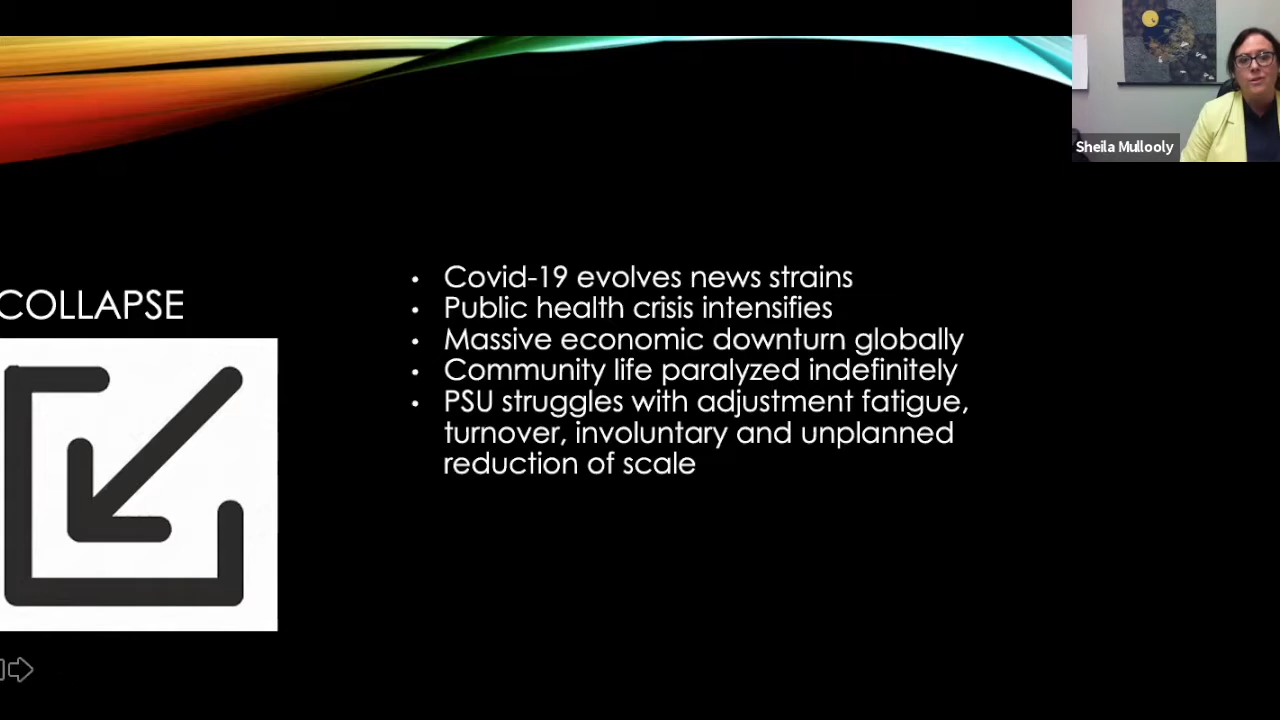 Sheila Mullooly
COLLAPSE
• Covid-19 evolves news strains
• Public health crisis intensifies
• Massive economic downturn globally
• Community life paralyzed indefinitely
• PSU struggles with adjustment fatigue,
turnover, involuntary and unplanned
reduction of scale